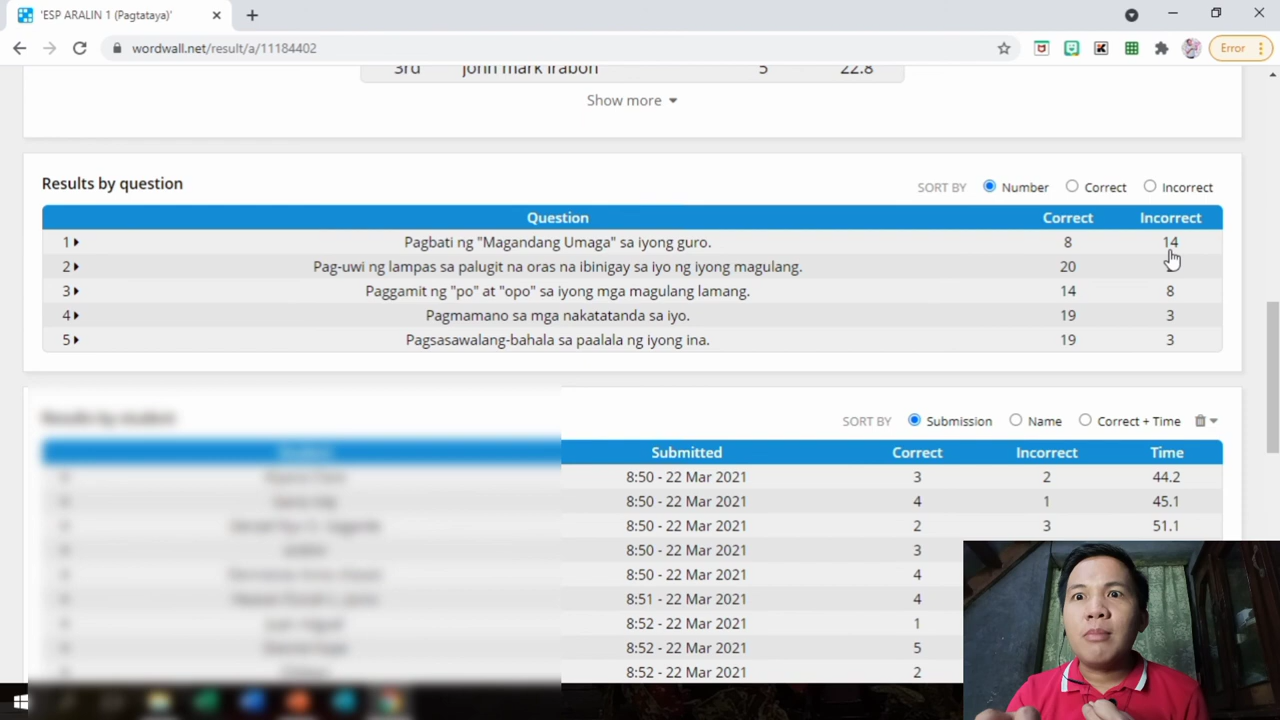 'ESP ARALIN 1 (Pagtataya)'
wordwall.net/result/a/11184402
Error
3rd john mark irabon 5 22.8
Show more
Results by question
SORT BY Number Correct Incorrect
Question Correct Incorrect
1 Pagbati ng "Magandang Umaga" sa iyong guro. 8 14
2 Pag-uwi ng lampas sa palugit na oras na ibinigay sa iyo ng iyong magulang. 20
3 Paggamit ng "po" at "opo" sa iyong mga magulang lamang. 14 8
4 Pagmamano sa mga nakatatanda sa iyo. 19 3
5 Pagsasawalang-bahala sa paalala ng iyong ina. 19 3
SORT BY Submission Name Correct + Time
Submitted Correct Incorrect Time
8:50 - 22 Mar 2021 3 2 44.2
8:50 - 22 Mar 2021 4 1 45.1
8:50 - 22 Mar 2021 2 3 51.1
8:50 - 22 Mar 2021 3
8:50 - 22 Mar 2021 4
8:51 - 22 Mar 2021 4
8:52 - 22 Mar 2021 1
8:52 - 22 Mar 2021 5
8:52 - 22 Mar 2021 2